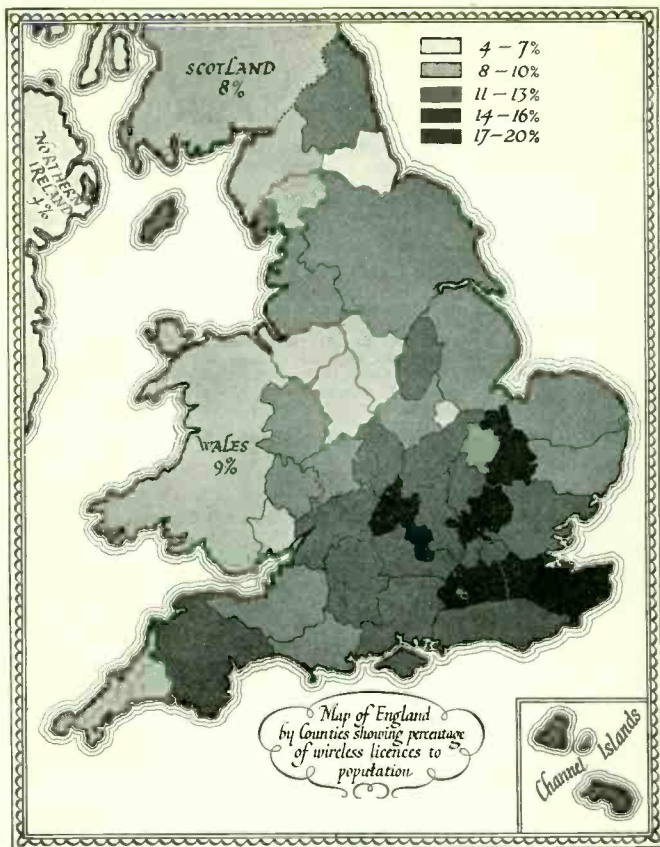 SCOTLAND
8%
4 – 7%
8 – 10%
11 – 13%
14 – 16%
17–20%
NORTHERN
IRELAND
4%
WALES
9%
Map of England
by Counties showing percentage
of wireless licences to
population
Channel Islands